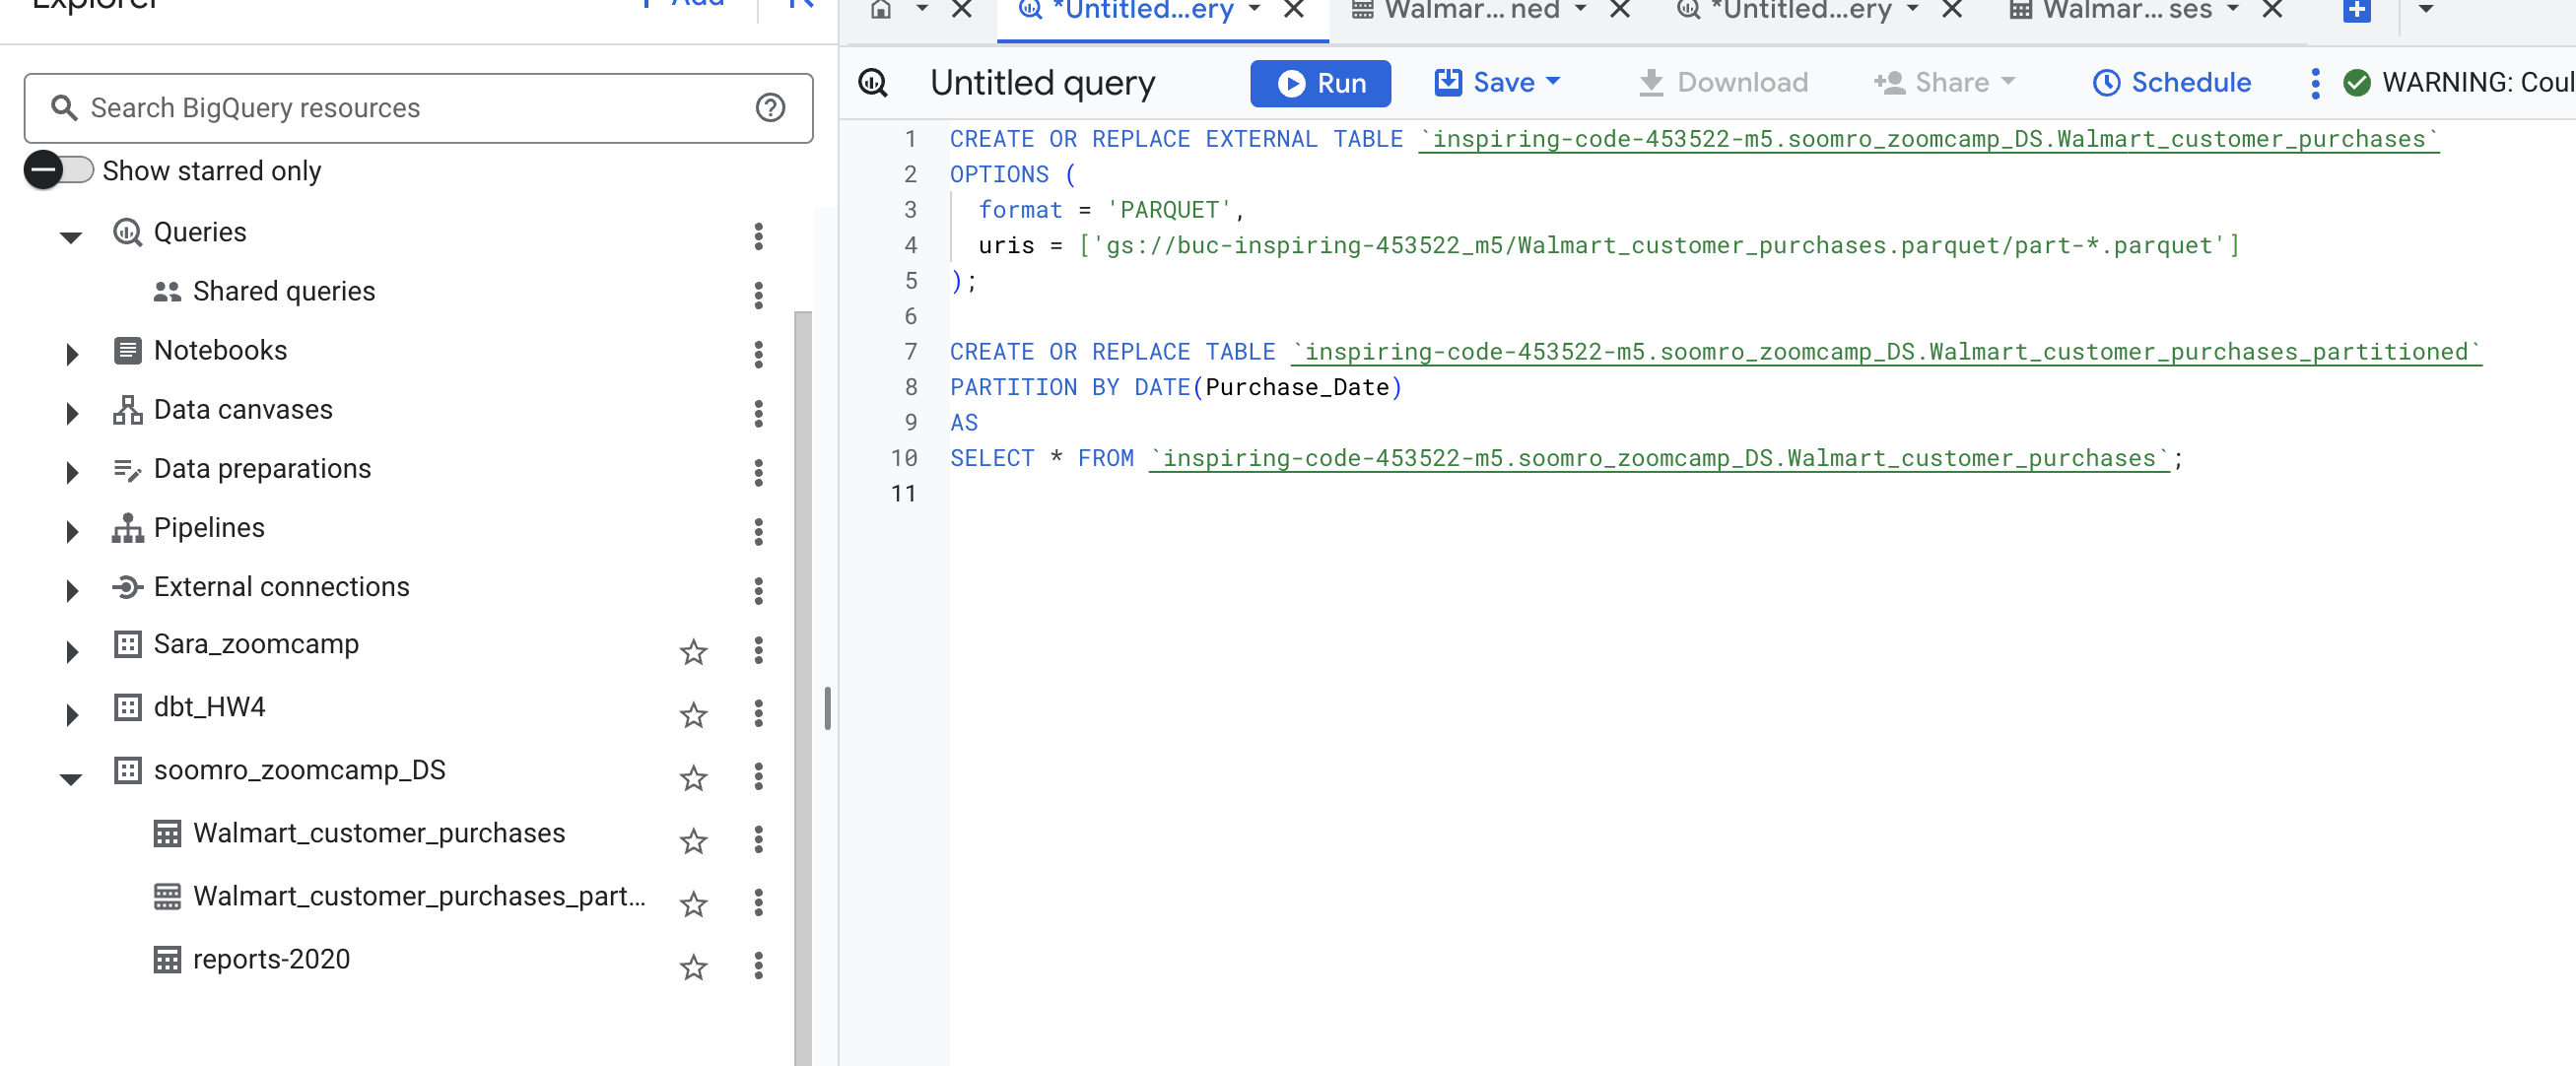 Explorer
Add
Search BigQuery resources
Show starred only
Queries
Shared queries
Notebooks
Data canvases
Data preparations
Pipelines
External connections
Sara_zoomcamp
dbt_HW4
soomro_zoomcamp_DS
Walmart_customer_purchases
Walmart_customer_purchases_part...
reports-2020
*Untitled...ery
Walmar... ned
*Untitled...ery
Walmar... ses
Untitled query
Run
Save
Download
Share
Schedule
WARNING: Coul
1 CREATE OR REPLACE EXTERNAL TABLE `inspiring-code-453522-m5.soomro_zoomcamp_DS.Walmart_customer_purchases`
2 OPTIONS (
3 format = 'PARQUET',
4 uris = ['gs://buc-inspiring-453522_m5/Walmart_customer_purchases.parquet/part-*.parquet']
5 );
6
7 CREATE OR REPLACE TABLE `inspiring-code-453522-m5.soomro_zoomcamp_DS.Walmart_customer_purchases_partitioned`
8 PARTITION BY DATE(Purchase_Date)
9 AS
10 SELECT * FROM `inspiring-code-453522-m5.soomro_zoomcamp_DS.Walmart_customer_purchases`;
11